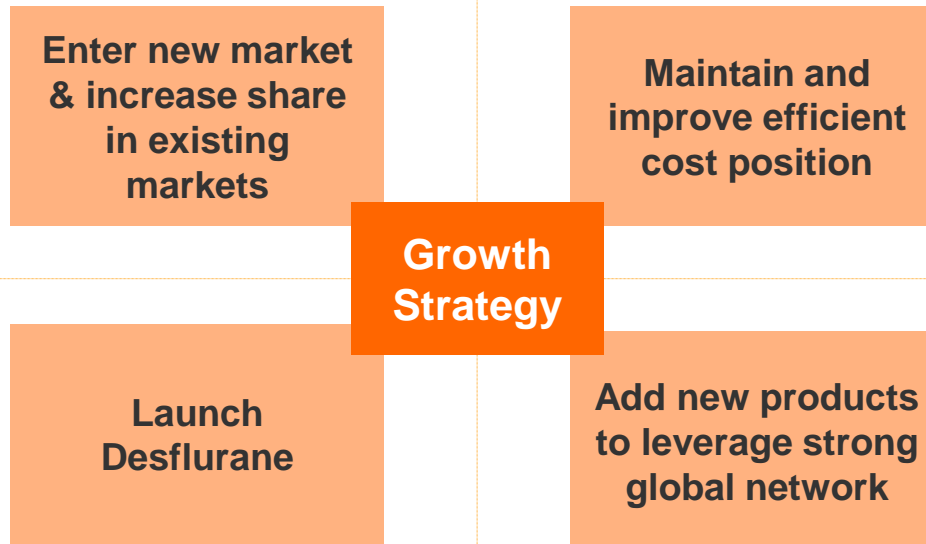 Enter new market
& increase share
in existing
markets
Maintain and
improve efficient
cost position
Growth
Strategy
Launch
Desflurane
Add new products
to leverage strong
global network